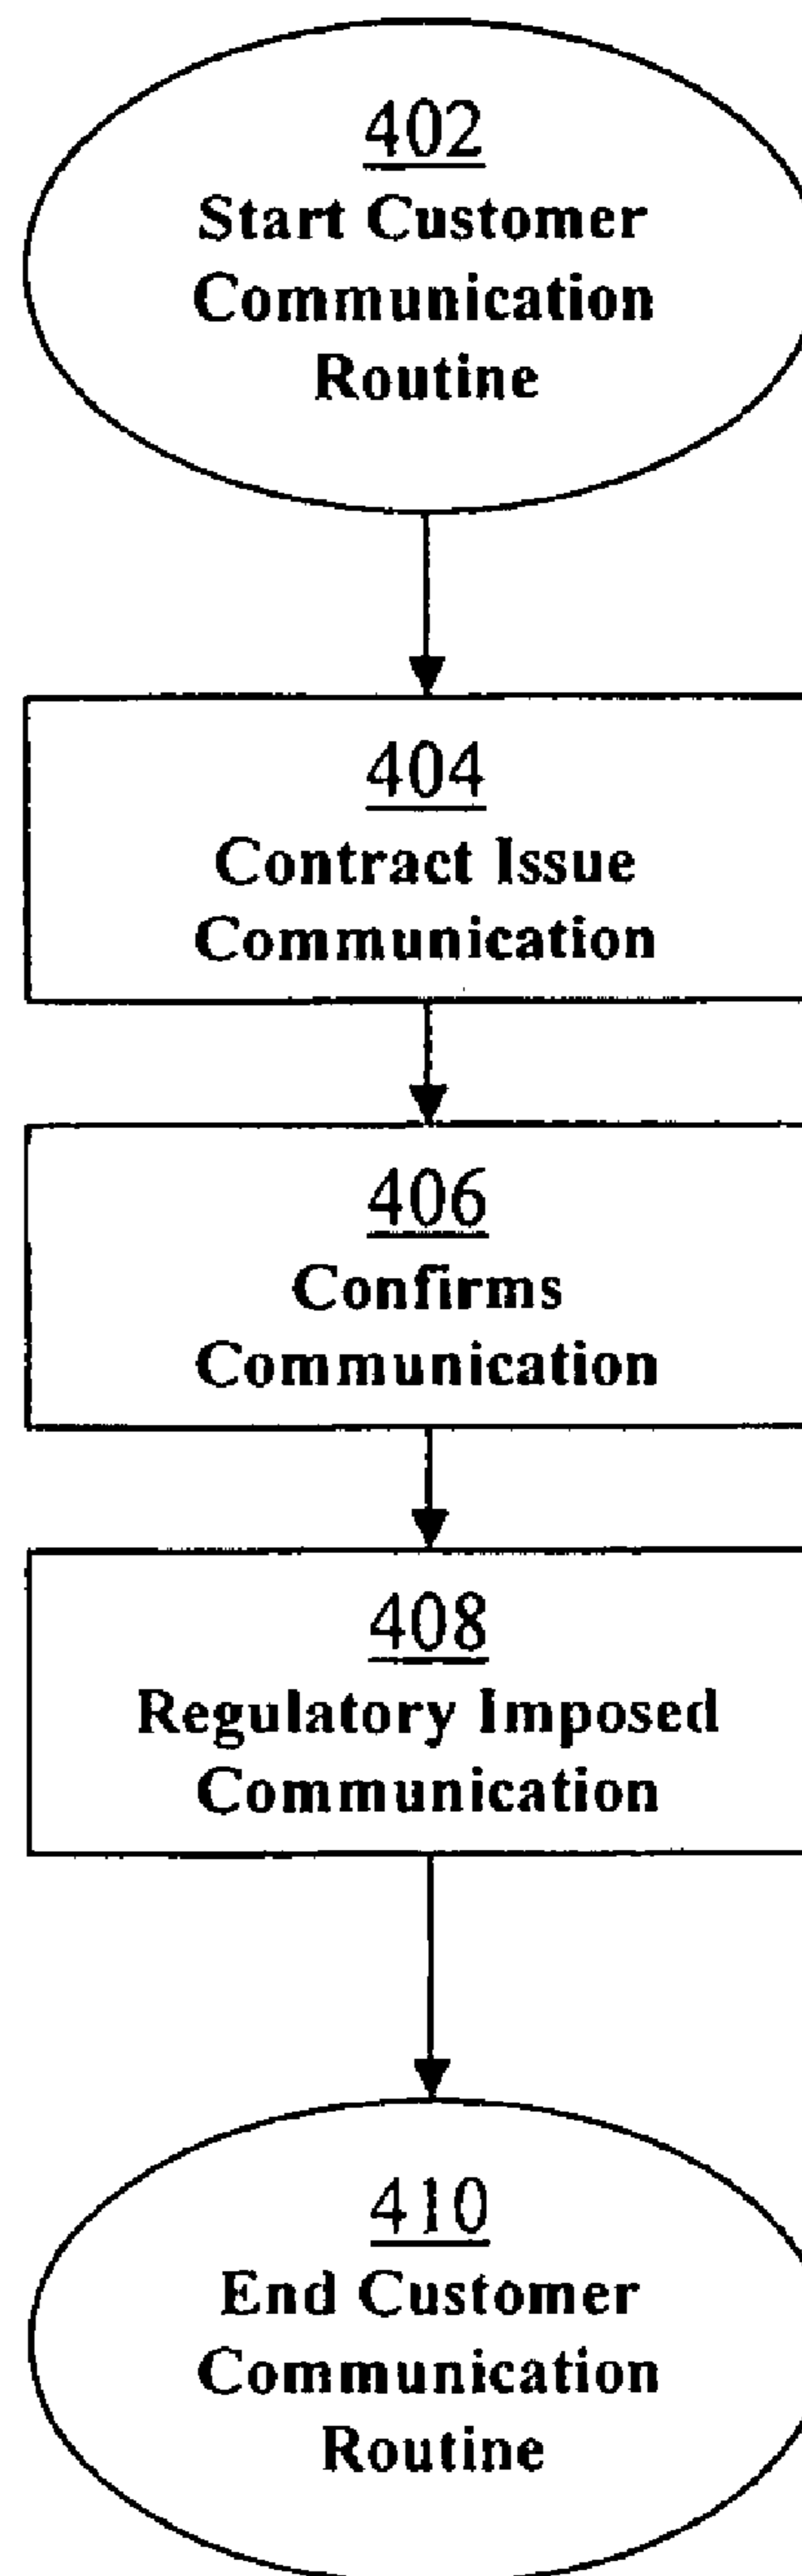 402
Start Customer
Communication
Routine
404
Contract Issue
Communication
406
Confirms
Communication
408
Regulatory Imposed
Communication
410
End Customer
Communication
Routine